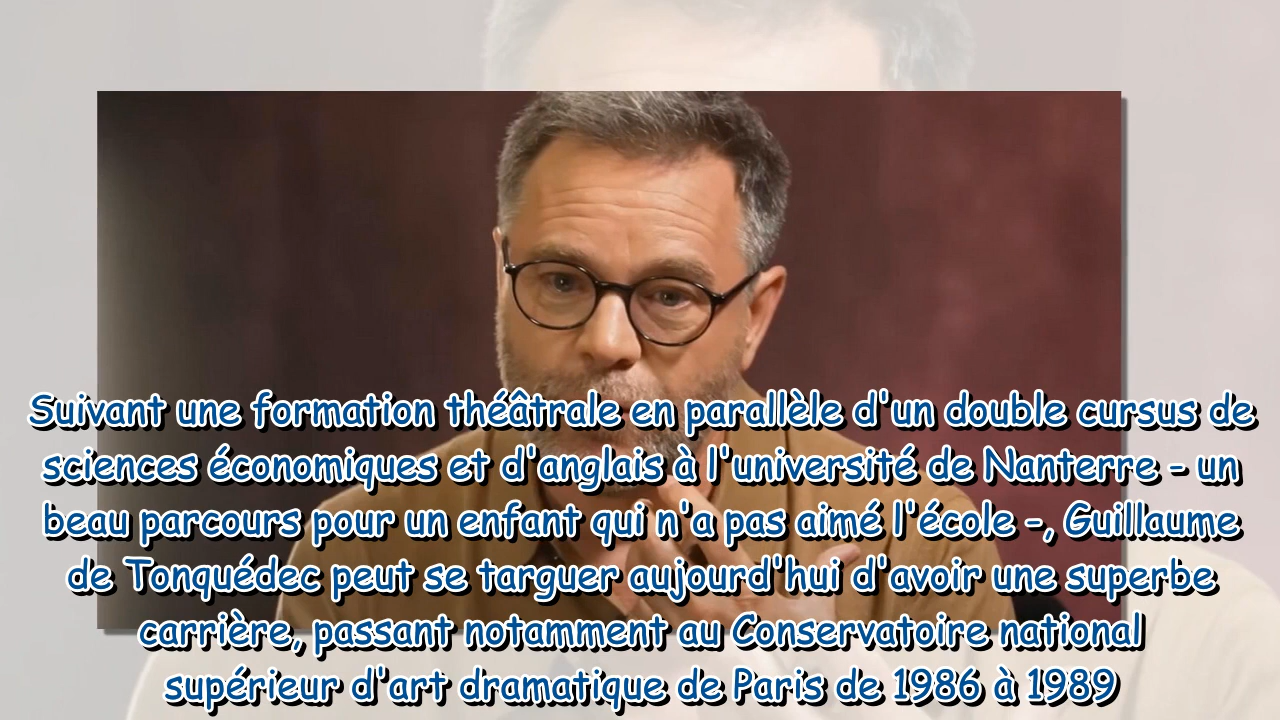 Suivant une formation théâtrale en parallèle d'un double cursus de
sciences économiques et d'anglais à l'université de Nanterre - un
beau parcours pour un enfant qui n'a pas aimé l'école -, Guillaume
de Tonquédec peut se targuer aujourd'hui d'avoir une superbe
carrière, passant notamment au Conservatoire national
supérieur d'art dramatique de Paris de 1986 à 1989